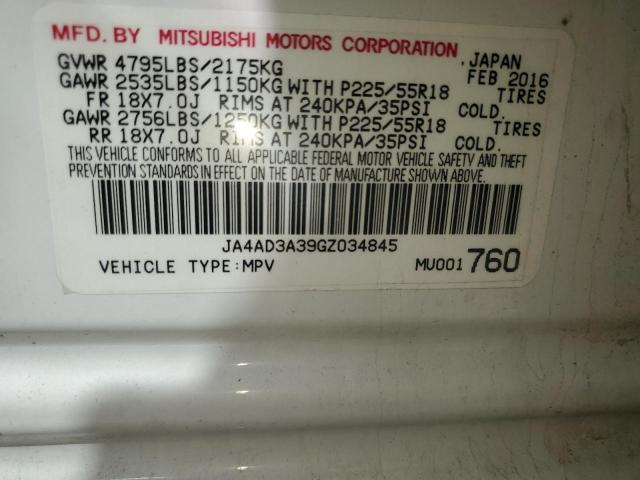 MFD. BY MITSUBISHI MOTORS CORPORATION, JAPAN
GVWR 4795LBS/2175KG FEB 2016
GAWR 2535LBS/1150KG WITH P225/55R18 TIRES
FR 18X7.0J RIMS AT 240KPA/35PSI COLD.
GAWR 2756LBS/1250KG WITH P225/55R18 TIRES
RR 18X7.0J RIMS AT 240KPA/35PSI COLD.
THIS VEHICLE CONFORMS TO ALL APPLICABLE FEDERAL MOTOR VEHICLE SAFETY AND THEFT
PREVENTION STANDARDS IN EFFECT ON THE DATE OF MANUFACTURE SHOWN ABOVE.
JA4AD3A39GZ034845
VEHICLE TYPE:MPV MU001760